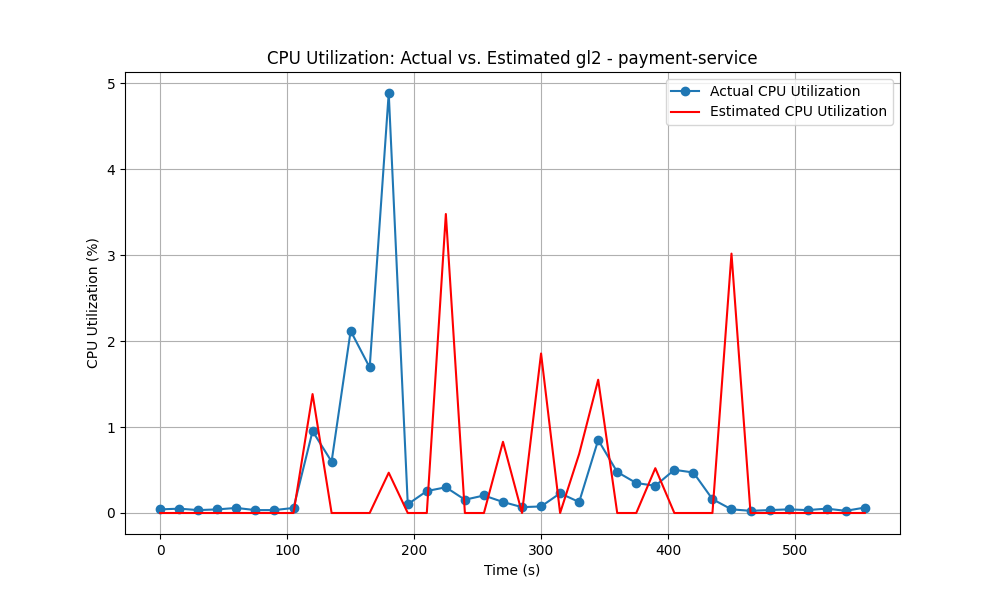 CPU Utilization: Actual vs. Estimated gl2 - payment-service
Actual CPU Utilization
Estimated CPU Utilization
5
4
3
2
1
0
CPU Utilization (%)
0 100 200 300 400 500
Time (s)